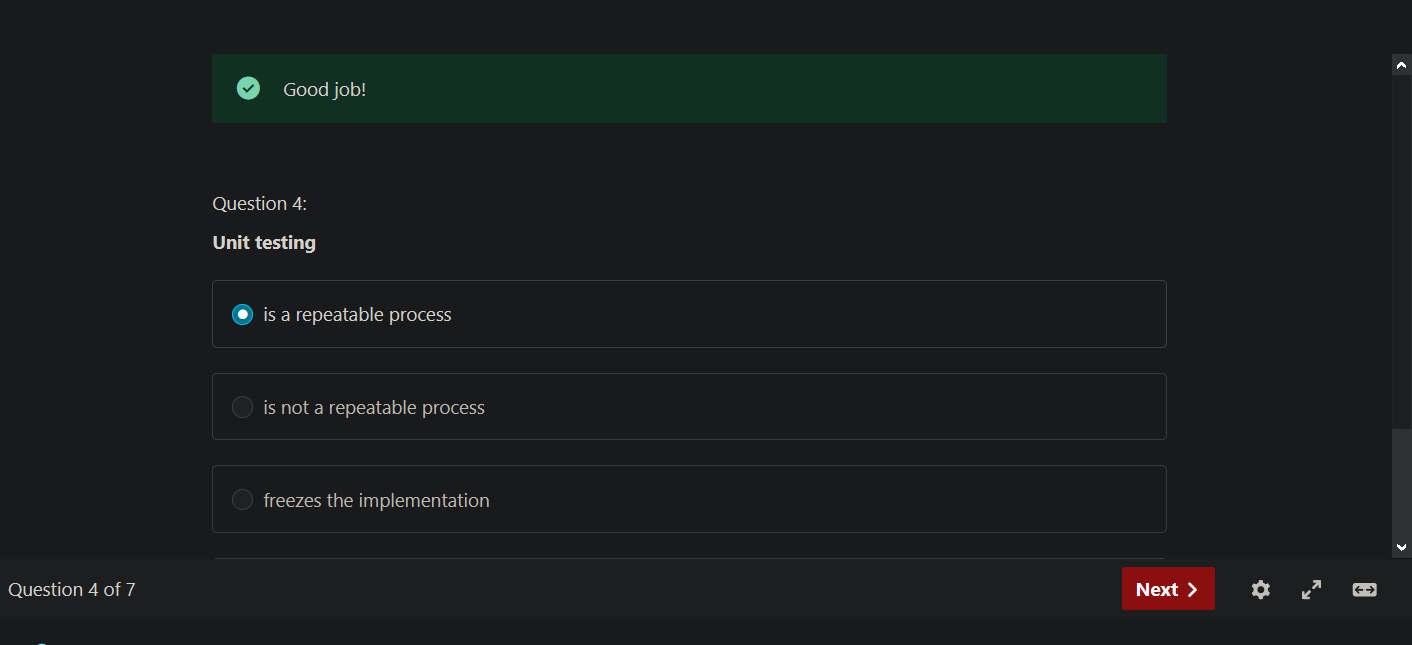 Good job!
Question 4:
Unit testing
is a repeatable process
is not a repeatable process
freezes the implementation
Question 4 of 7
Next